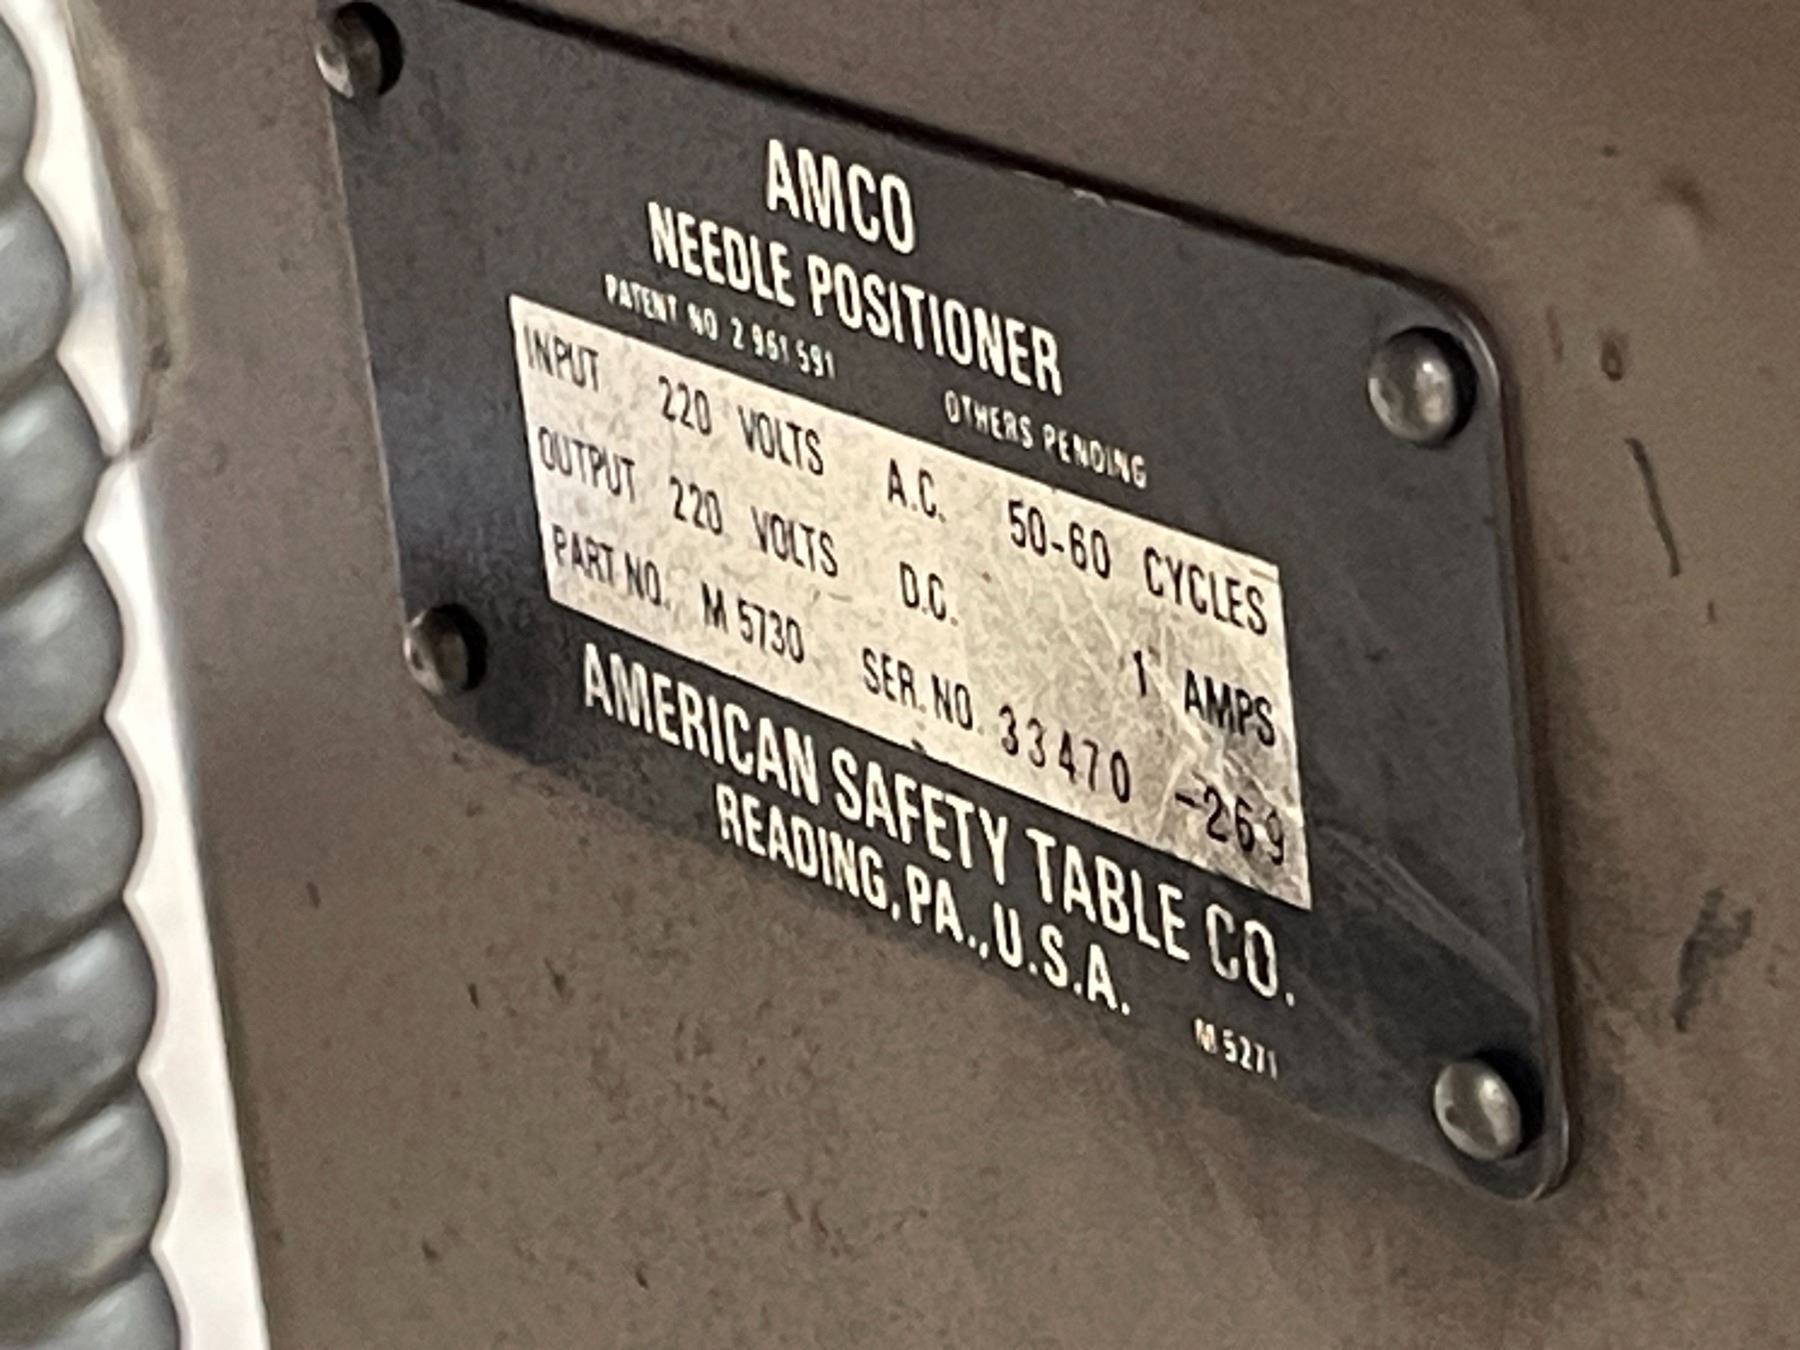 AMCO
NEEDLE POSITIONER
PATENT NO 2 961 591 OTHERS PENDING
INPUT 220 VOLTS A.C. 50-60 CYCLES
OUTPUT 220 VOLTS D.C. 1 AMPS
PART NO. M 5730 SER. NO. 33470 -269
AMERICAN SAFETY TABLE CO.
READING, PA., U.S.A.
M 5271